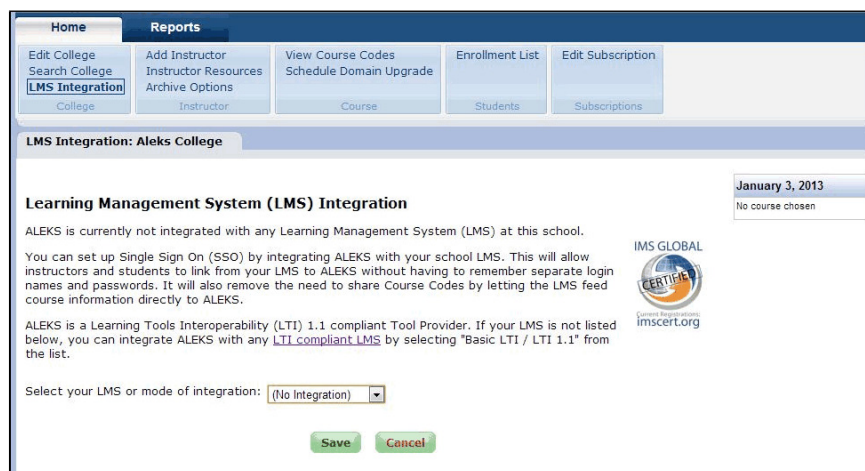 Home Reports
Edit College Add Instructor View Course Codes Enrollment List Edit Subscription
Search College Instructor Resources Schedule Domain Upgrade
LMS Integration Archive Options
College Instructor Course Students Subscriptions
LMS Integration: Aleks College
January 3, 2013
No course chosen
Learning Management System (LMS) Integration
ALEKS is currently not integrated with any Learning Management System (LMS) at this school.
You can set up Single Sign On (SSO) by integrating ALEKS with your school LMS. This will allow
instructors and students to link from your LMS to ALEKS without having to remember separate login
names and passwords. It will also remove the need to share Course Codes by letting the LMS feed
course information directly to ALEKS.
IMS GLOBAL
CERTIFIED
Current Registrations:
imscert.org
ALEKS is a Learning Tools Interoperability (LTI) 1.1 compliant Tool Provider. If your LMS is not listed
below, you can integrate ALEKS with any LTI compliant LMS by selecting "Basic LTI / LTI 1.1" from
the list.
Select your LMS or mode of integration: (No Integration)
Save Cancel